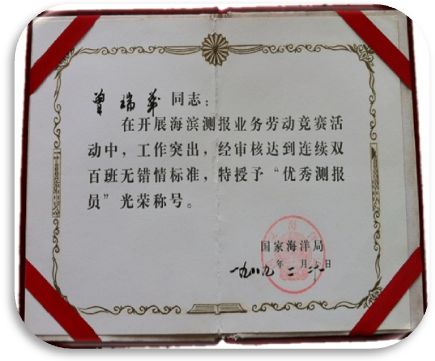 曾瑞华 同志：
在开展海滨测报业务劳动竞赛活
动中，工作突出，经审核达到连续双
百班无错情标准，特授予“优秀测报
员”光荣称号。
国家海洋局
一九八九年二月 日